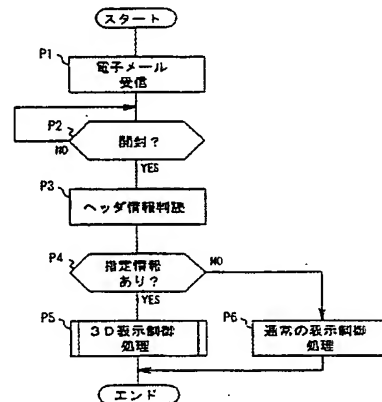 スタート
P1
電子メール
受信
P2
開封?
NO
YES
P3
ヘッダ情報判読
P4
指定情報
あり?
NO
YES
P5
3D表示制御
処理
P6
通常の表示制御
処理
エンド